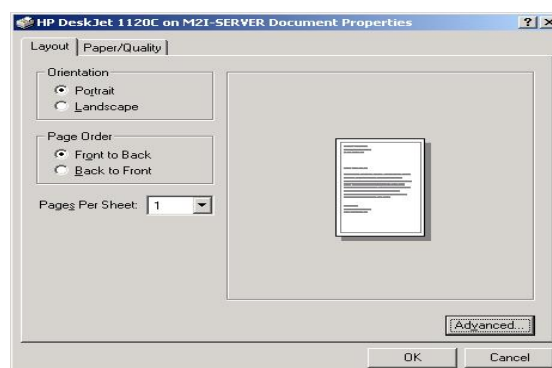 HP DeskJet 1120C on M2I-SERVER Document Properties
Layout
Paper/Quality
Orientation
Portrait
Landscape
Page Order
Front to Back
Back to Front
Pages Per Sheet: 1
Advanced...
OK
Cancel